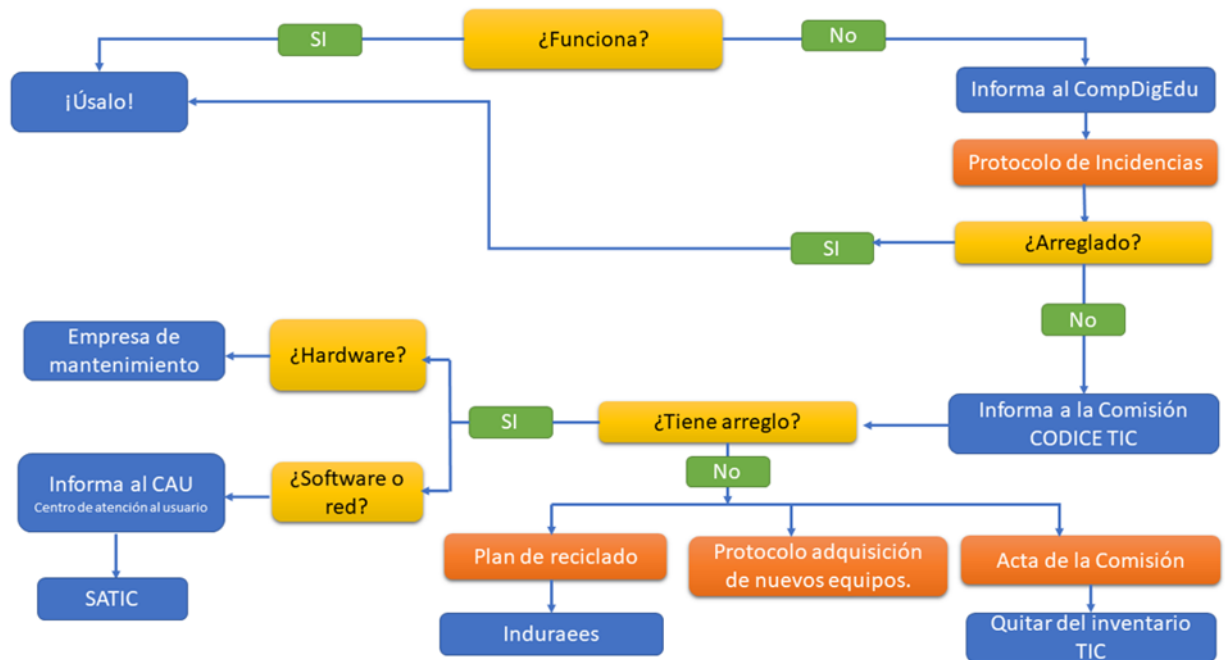 SI
¿Funciona?
No
¡Úsalo!
Informa al CompDigEdu
Protocolo de Incidencias
SI
¿Arreglado?
No
Empresa de
mantenimiento
¿Hardware?
SI
¿Tiene arreglo?
Informa a la Comisión
CODICE TIC
No
Informa al CAU
Centro de atención al usuario
¿Software o
red?
Plan de reciclado
Protocolo adquisición
de nuevos equipos.
Acta de la Comisión
SATIC
Induraees
Quitar del inventario
TIC